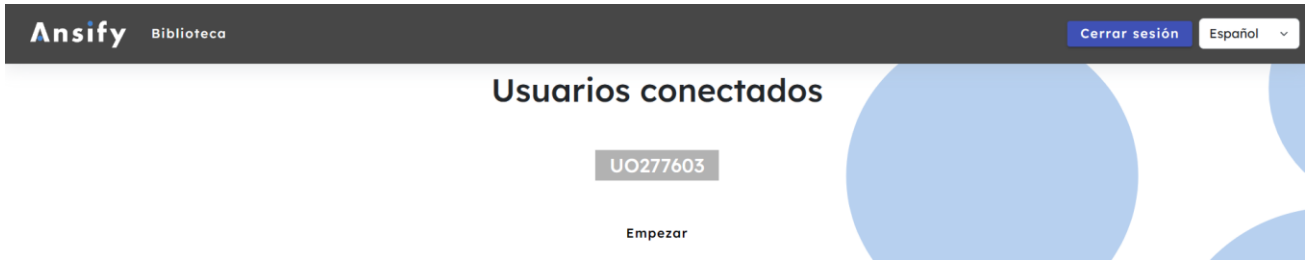 Ansify Biblioteca Cerrar sesión Español
Usuarios conectados
UO277603
Empezar